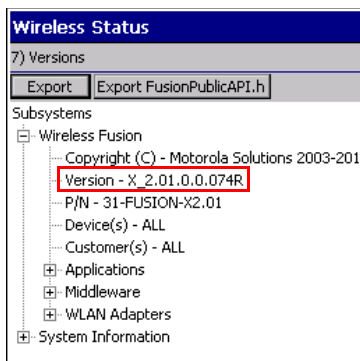 Wireless Status
7) Versions
Export Export FusionPublicAPI.h
Subsystems
Wireless Fusion
Copyright (C) - Motorola Solutions 2003-201
Version - X_2.01.0.0.074R
P/N - 31-FUSION-X2.01
Device(s) - ALL
Customer(s) - ALL
Applications
Middleware
WLAN Adapters
System Information